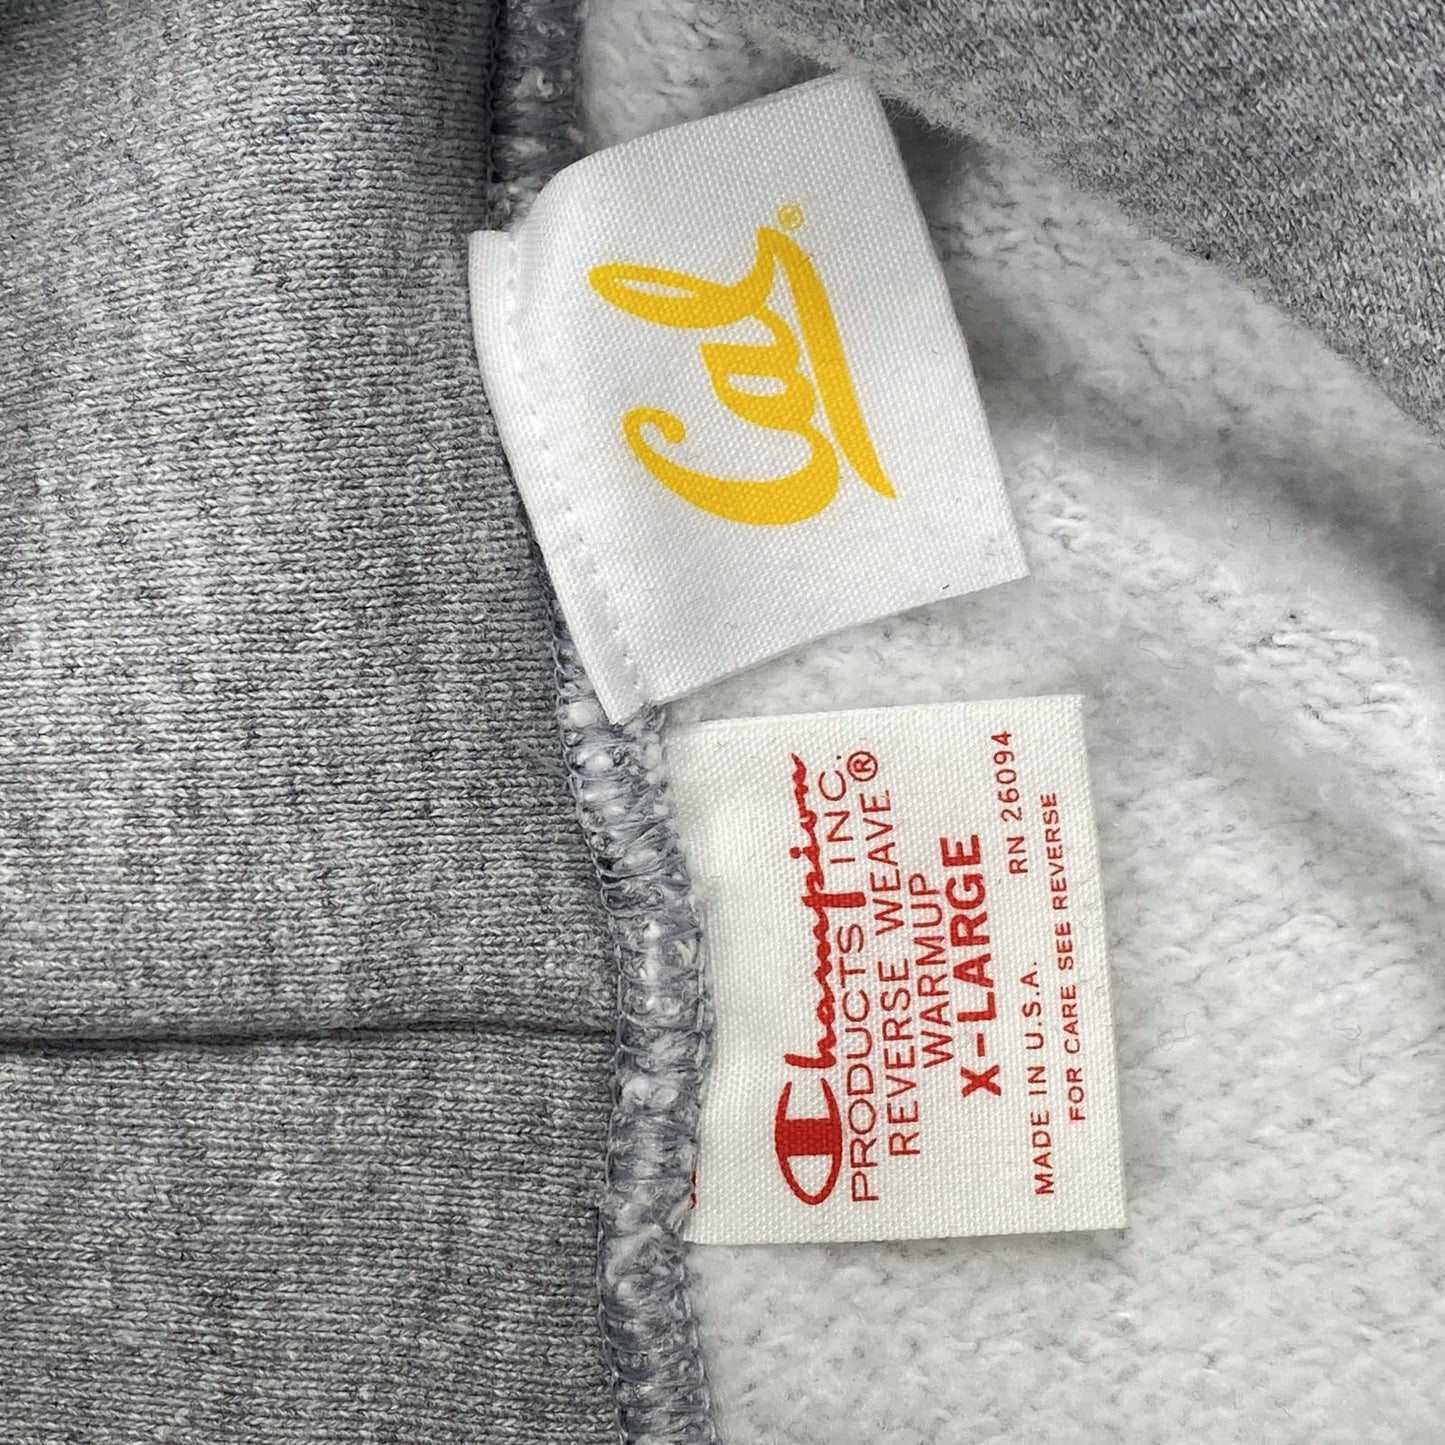 Cal®
Champion
PRODUCTS INC.
REVERSE WEAVE®
WARMUP
X-LARGE
RN 26094
MADE IN U.S.A.
FOR CARE SEE REVERSE